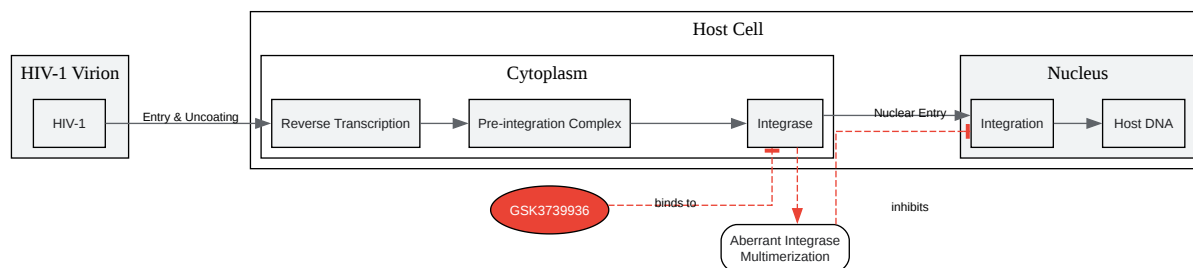 Host Cell
HIV-1 Virion
Cytoplasm
Nucleus
HIV-1
Entry & Uncoating
Reverse Transcription
Pre-integration Complex
Integrase
Nuclear Entry
Integration
Host DNA
GSK3739936
binds to
inhibits
Aberrant Integrase
Multimerization